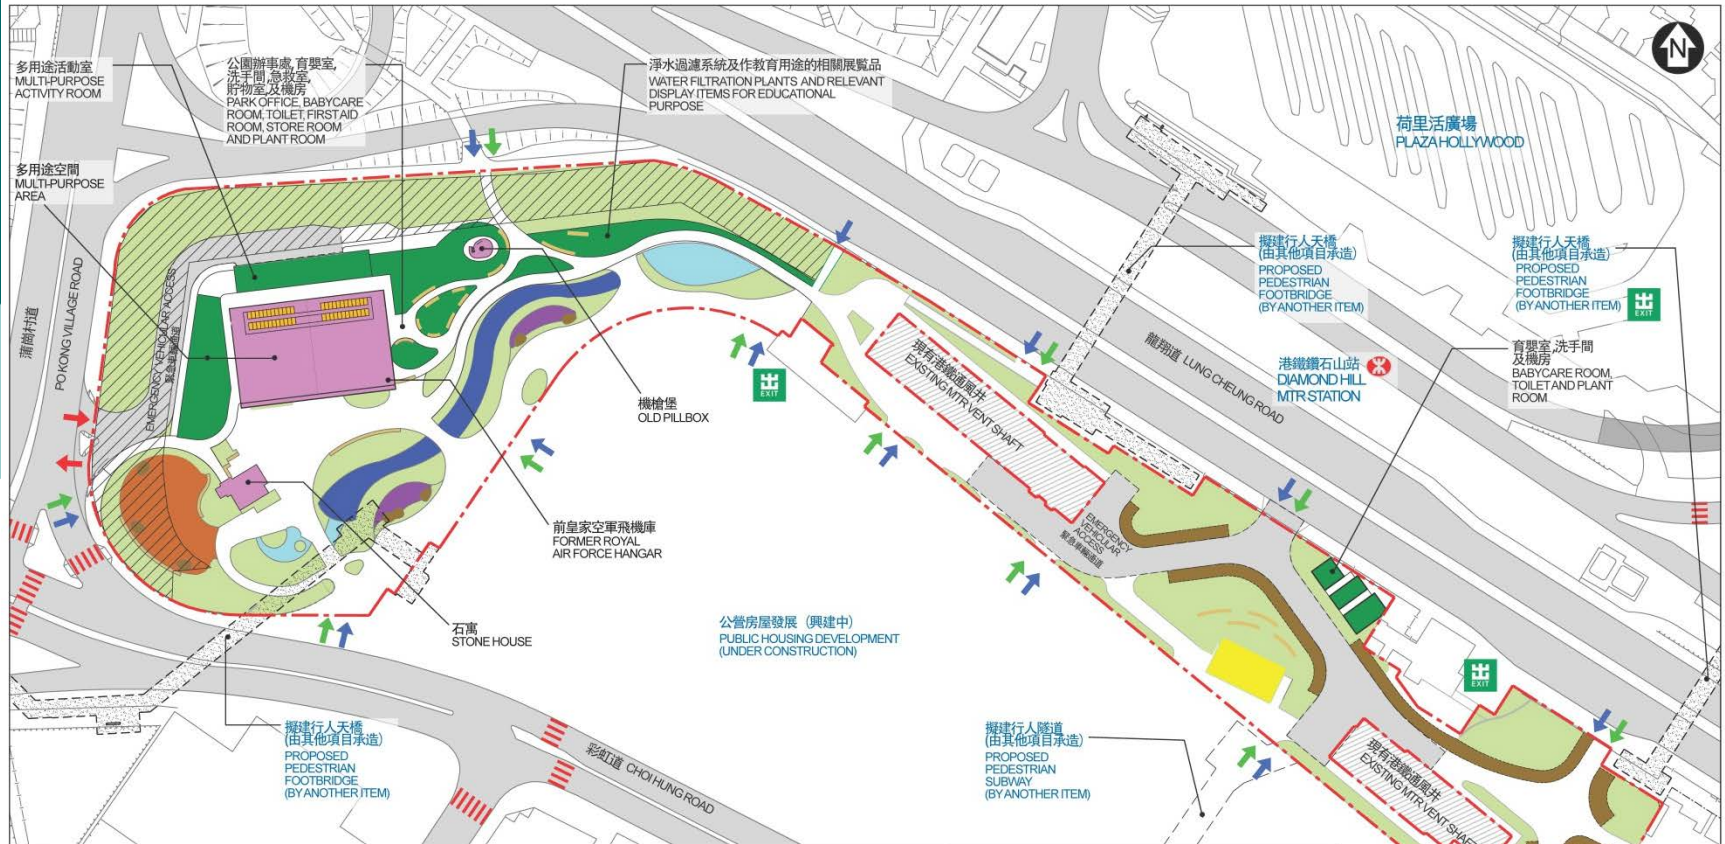 多用途活動室
MULTI-PURPOSE
ACTIVITY ROOM
公園辦事處, 育嬰室,
洗手間, 急救室,
貯物室, 及機房
PARK OFFICE, BABYCARE
ROOM, TOILET, FIRST AID
ROOM, STORE ROOM
AND PLANT ROOM
淨水過濾系統及作教育用途的相關展覧品
WATER FILTRATION PLANTS AND RELEVANT
DISPLAY ITEMS FOR EDUCATIONAL
PURPOSE
N
荷里活廣場
PLAZA HOLLYWOOD
多用途空間
MULTI-PURPOSE
AREA
擬建行人天橋
(由其他項目承造)
PROPOSED
PEDESTRIAN
FOOTBRIDGE
(BY ANOTHER ITEM)
擬建行人天橋
(由其他項目承造)
PROPOSED
PEDESTRIAN
FOOTBRIDGE
(BY ANOTHER ITEM)
出
EXIT
蒲崗村道
PO KONG VILLAGE ROAD
EMERGENCY VEHICULAR ACCESS
緊急車輛通道
龍翔道 LUNG CHEUNG ROAD
港鐵鑽石山站
DIAMOND HILL
MTR STATION
育嬰室, 洗手間
及機房
BABYCARE ROOM,
TOILET AND PLANT
ROOM
現有港鐵通風井
EXISTING MTR VENT SHAFT
出
EXIT
機槍堡
OLD PILLBOX
前皇家空軍飛機庫
FORMER ROYAL
AIR FORCE HANGAR
EMERGENCY
VEHICULAR
ACCESS
緊急車輛通道
石寓
STONE HOUSE
公營房屋發展 (興建中)
PUBLIC HOUSING DEVELOPMENT
(UNDER CONSTRUCTION)
出
EXIT
擬建行人天橋
(由其他項目承造)
PROPOSED
PEDESTRIAN
FOOTBRIDGE
(BY ANOTHER ITEM)
彩虹道 CHOI HUNG ROAD
擬建行人隧道
(由其他項目承造)
PROPOSED
PEDESTRIAN
SUBWAY
(BY ANOTHER ITEM)
現有港鐵通風井
EXISTING MTR VENT SHAFT